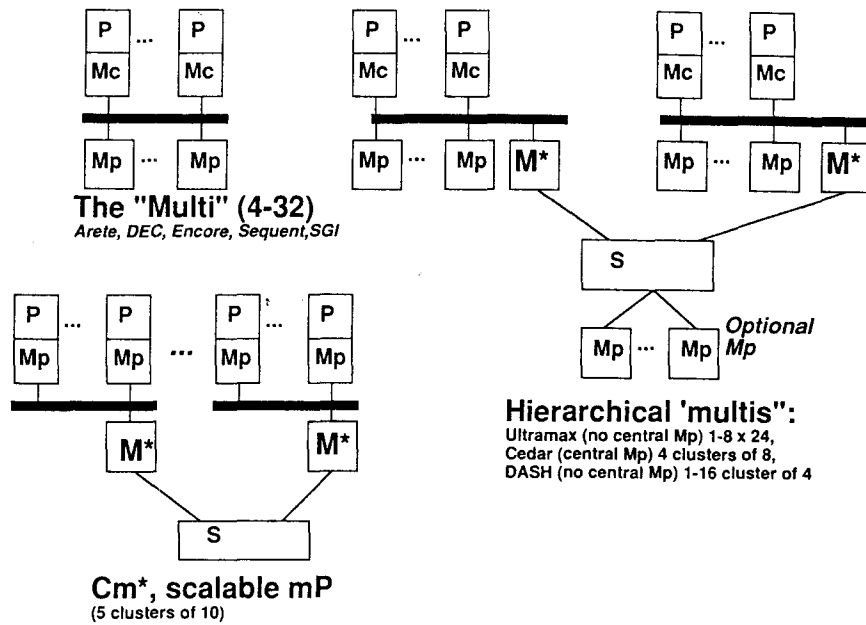 P ... P
Mc Mc
Mp ... Mp
The "Multi" (4-32)
Arete, DEC, Encore, Sequent,SGI
P ... P
Mc Mc
Mp ... Mp M*
P ... P
Mc Mc
Mp ... Mp M*
S
Mp ... Mp
Optional
Mp
Hierarchical 'multis":
Ultramax (no central Mp) 1-8 x 24,
Cedar (central Mp) 4 clusters of 8,
DASH (no central Mp) 1-16 cluster of 4
P ... P P ... P
Mp Mp ... Mp Mp
M* M*
S
Cm*, scalable mP
(5 clusters of 10)